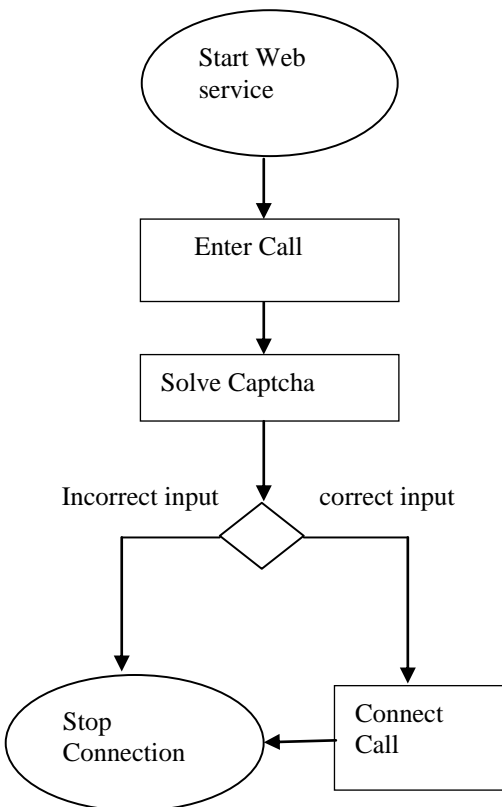 Start Web
service
Enter Call
Solve Captcha
Incorrect input
correct input
Stop
Connection
Connect
Call